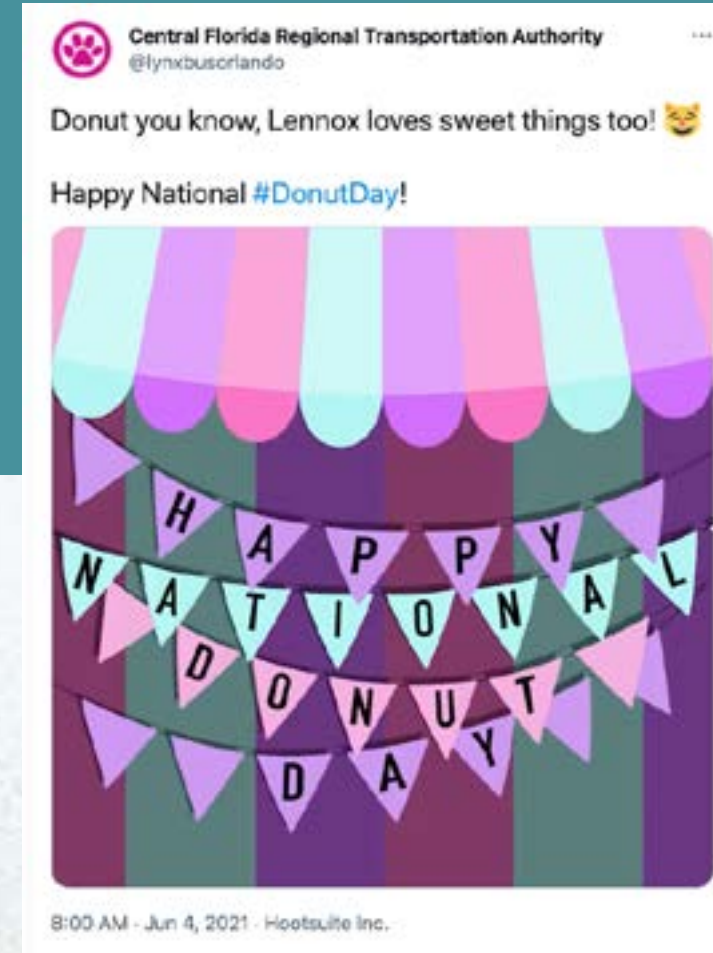 Central Florida Regional Transportation Authority
@lynxbusorlando
Donut you know, Lennox loves sweet things too! 😸
Happy National #DonutDay!
HAPPY
NATIONAL
DONUT
DAY
8:00 AM · Jun 4, 2021 · Hootsuite Inc.